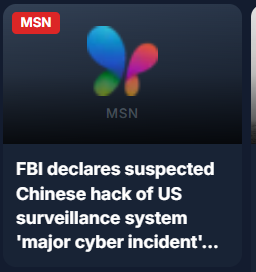 MSN
MSN
FBI declares suspected
Chinese hack of US
surveillance system
'major cyber incident'...